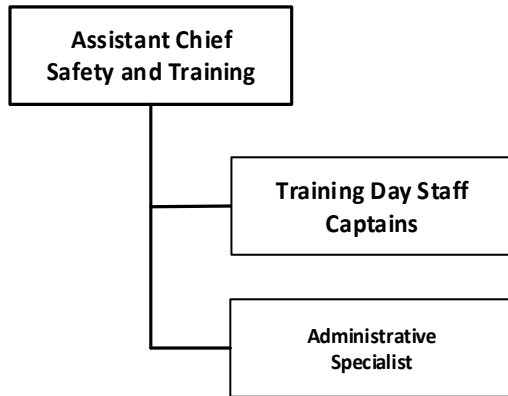 Assistant Chief
Safety and Training
Training Day Staff
Captains
Administrative
Specialist